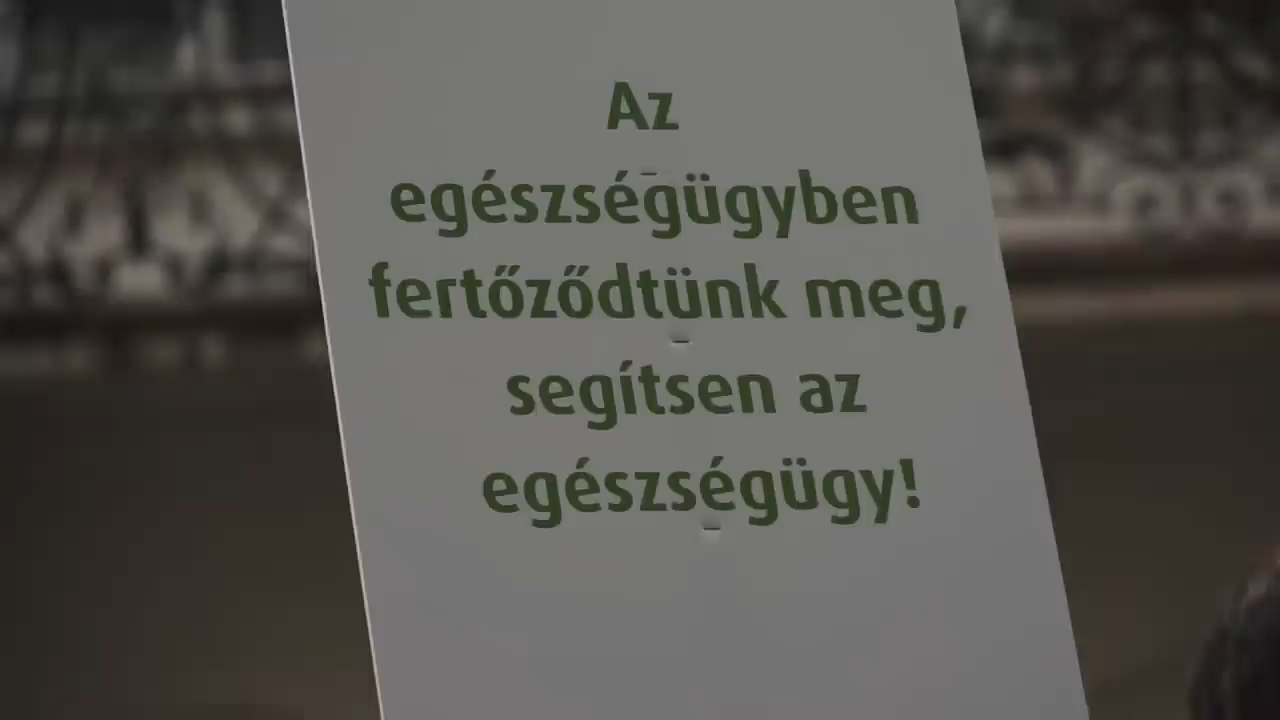 Az
egészségügyben
fertőződtünk meg,
segítsen az
egészségügy!